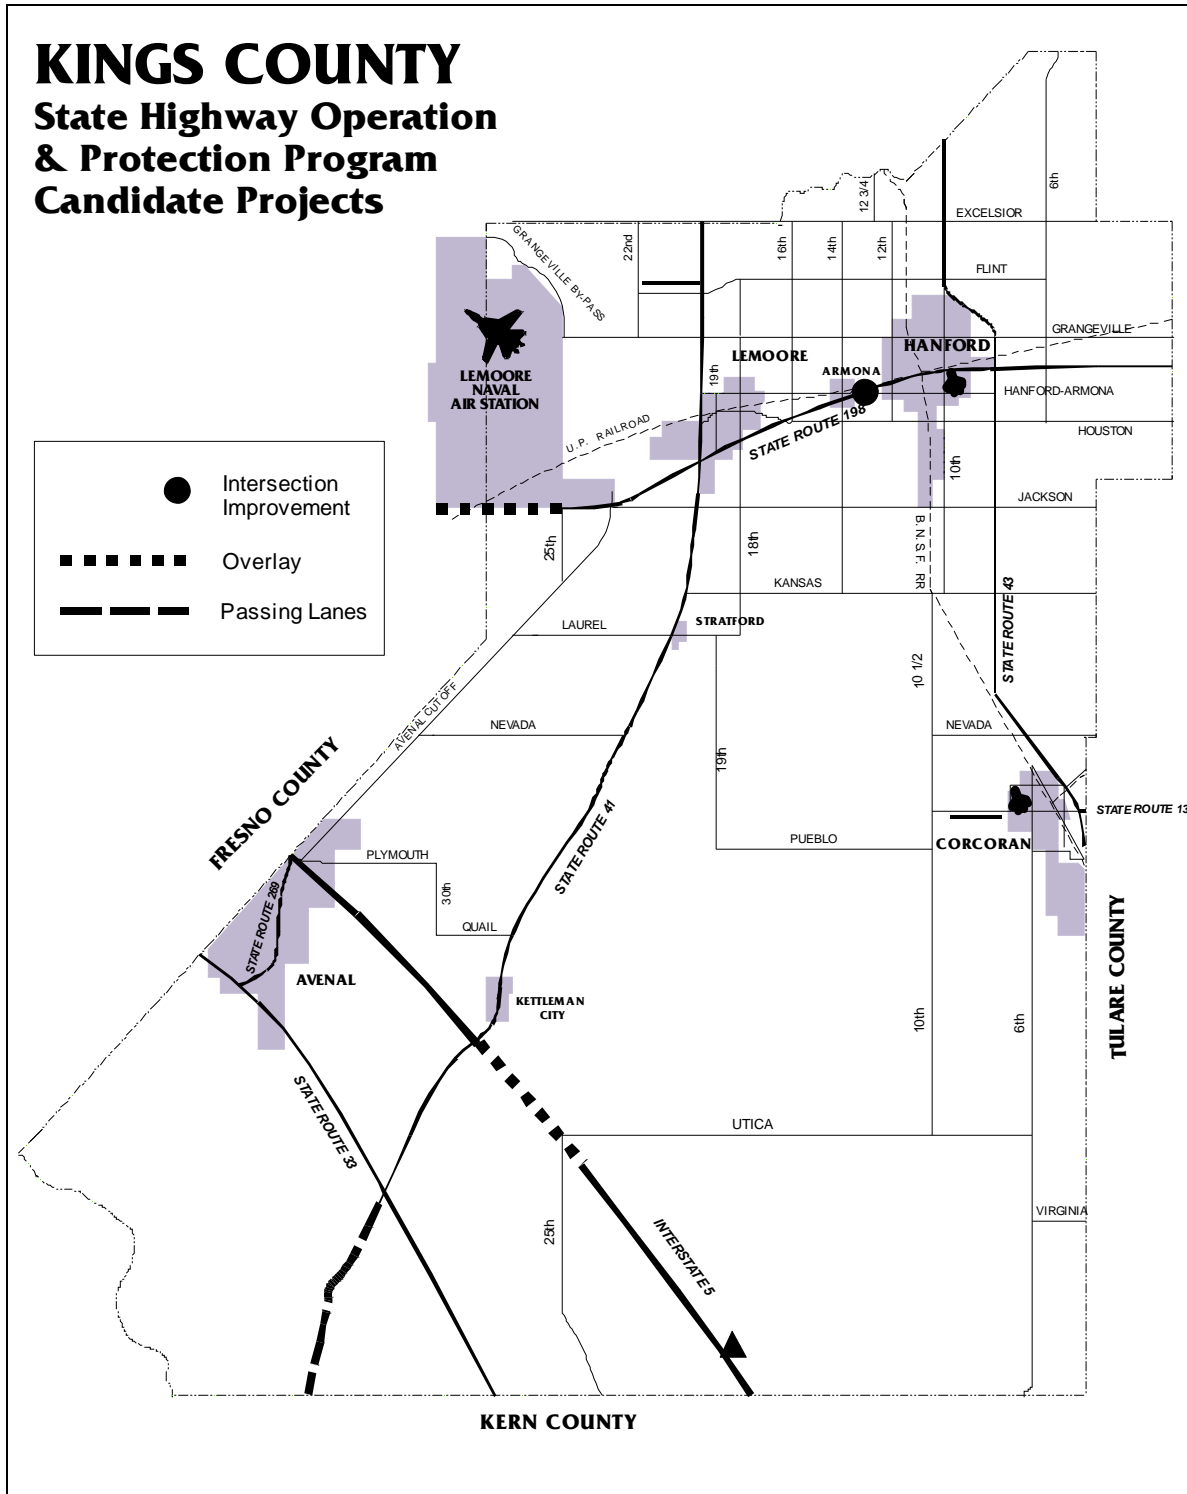 KINGS COUNTY
State Highway Operation
& Protection Program
Candidate Projects
6th
12 3/4
EXCELSIOR
GRANGEVILLE BY-PASS
22nd
16th
14th
12th
FLINT
GRANGEVILLE
HANFORD
LEMOORE
ARMONA
LEMOORE
NAVAL
AIR STATION
19th
HANFORD-ARMONA
U.P. RAILROAD
STATE ROUTE 198
HOUSTON
10th
JACKSON
Intersection
Improvement
Overlay
Passing Lanes
25th
18th
B.N.S.F. RR
KANSAS
STATE ROUTE 43
LAUREL
STRATFORD
10 1/2
AVENAL CUTOFF
NEVADA
NEVADA
19th
FRESNO COUNTY
STATE ROUTE 41
STATE ROUTE 13
PUEBLO
CORCORAN
PLYMOUTH
30th
STATE ROUTE 269
QUAIL
AVENAL
KETTLEMAN
CITY
TULARE COUNTY
10th
6th
STATE ROUTE 33
UTICA
VIRGINIA
25th
INTERSTATE 5
KERN COUNTY